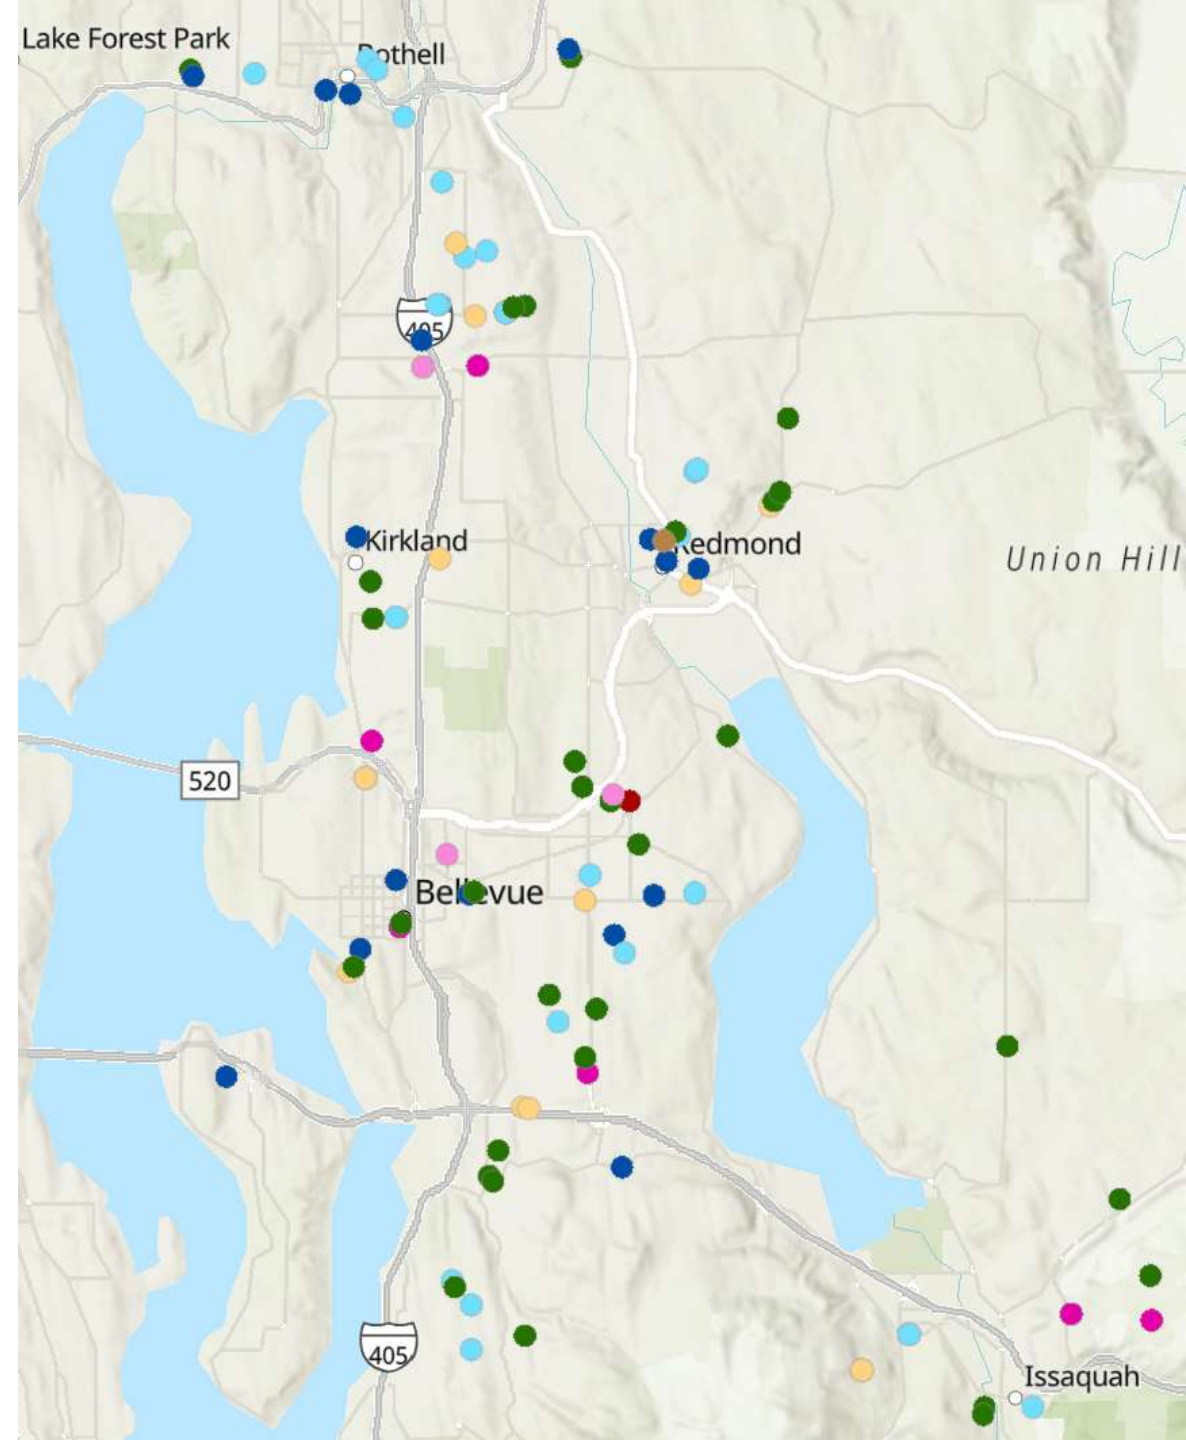 Lake Forest Park
Bothell
405
Kirkland
Redmond
Union Hill
520
Bellevue
405
Issaquah